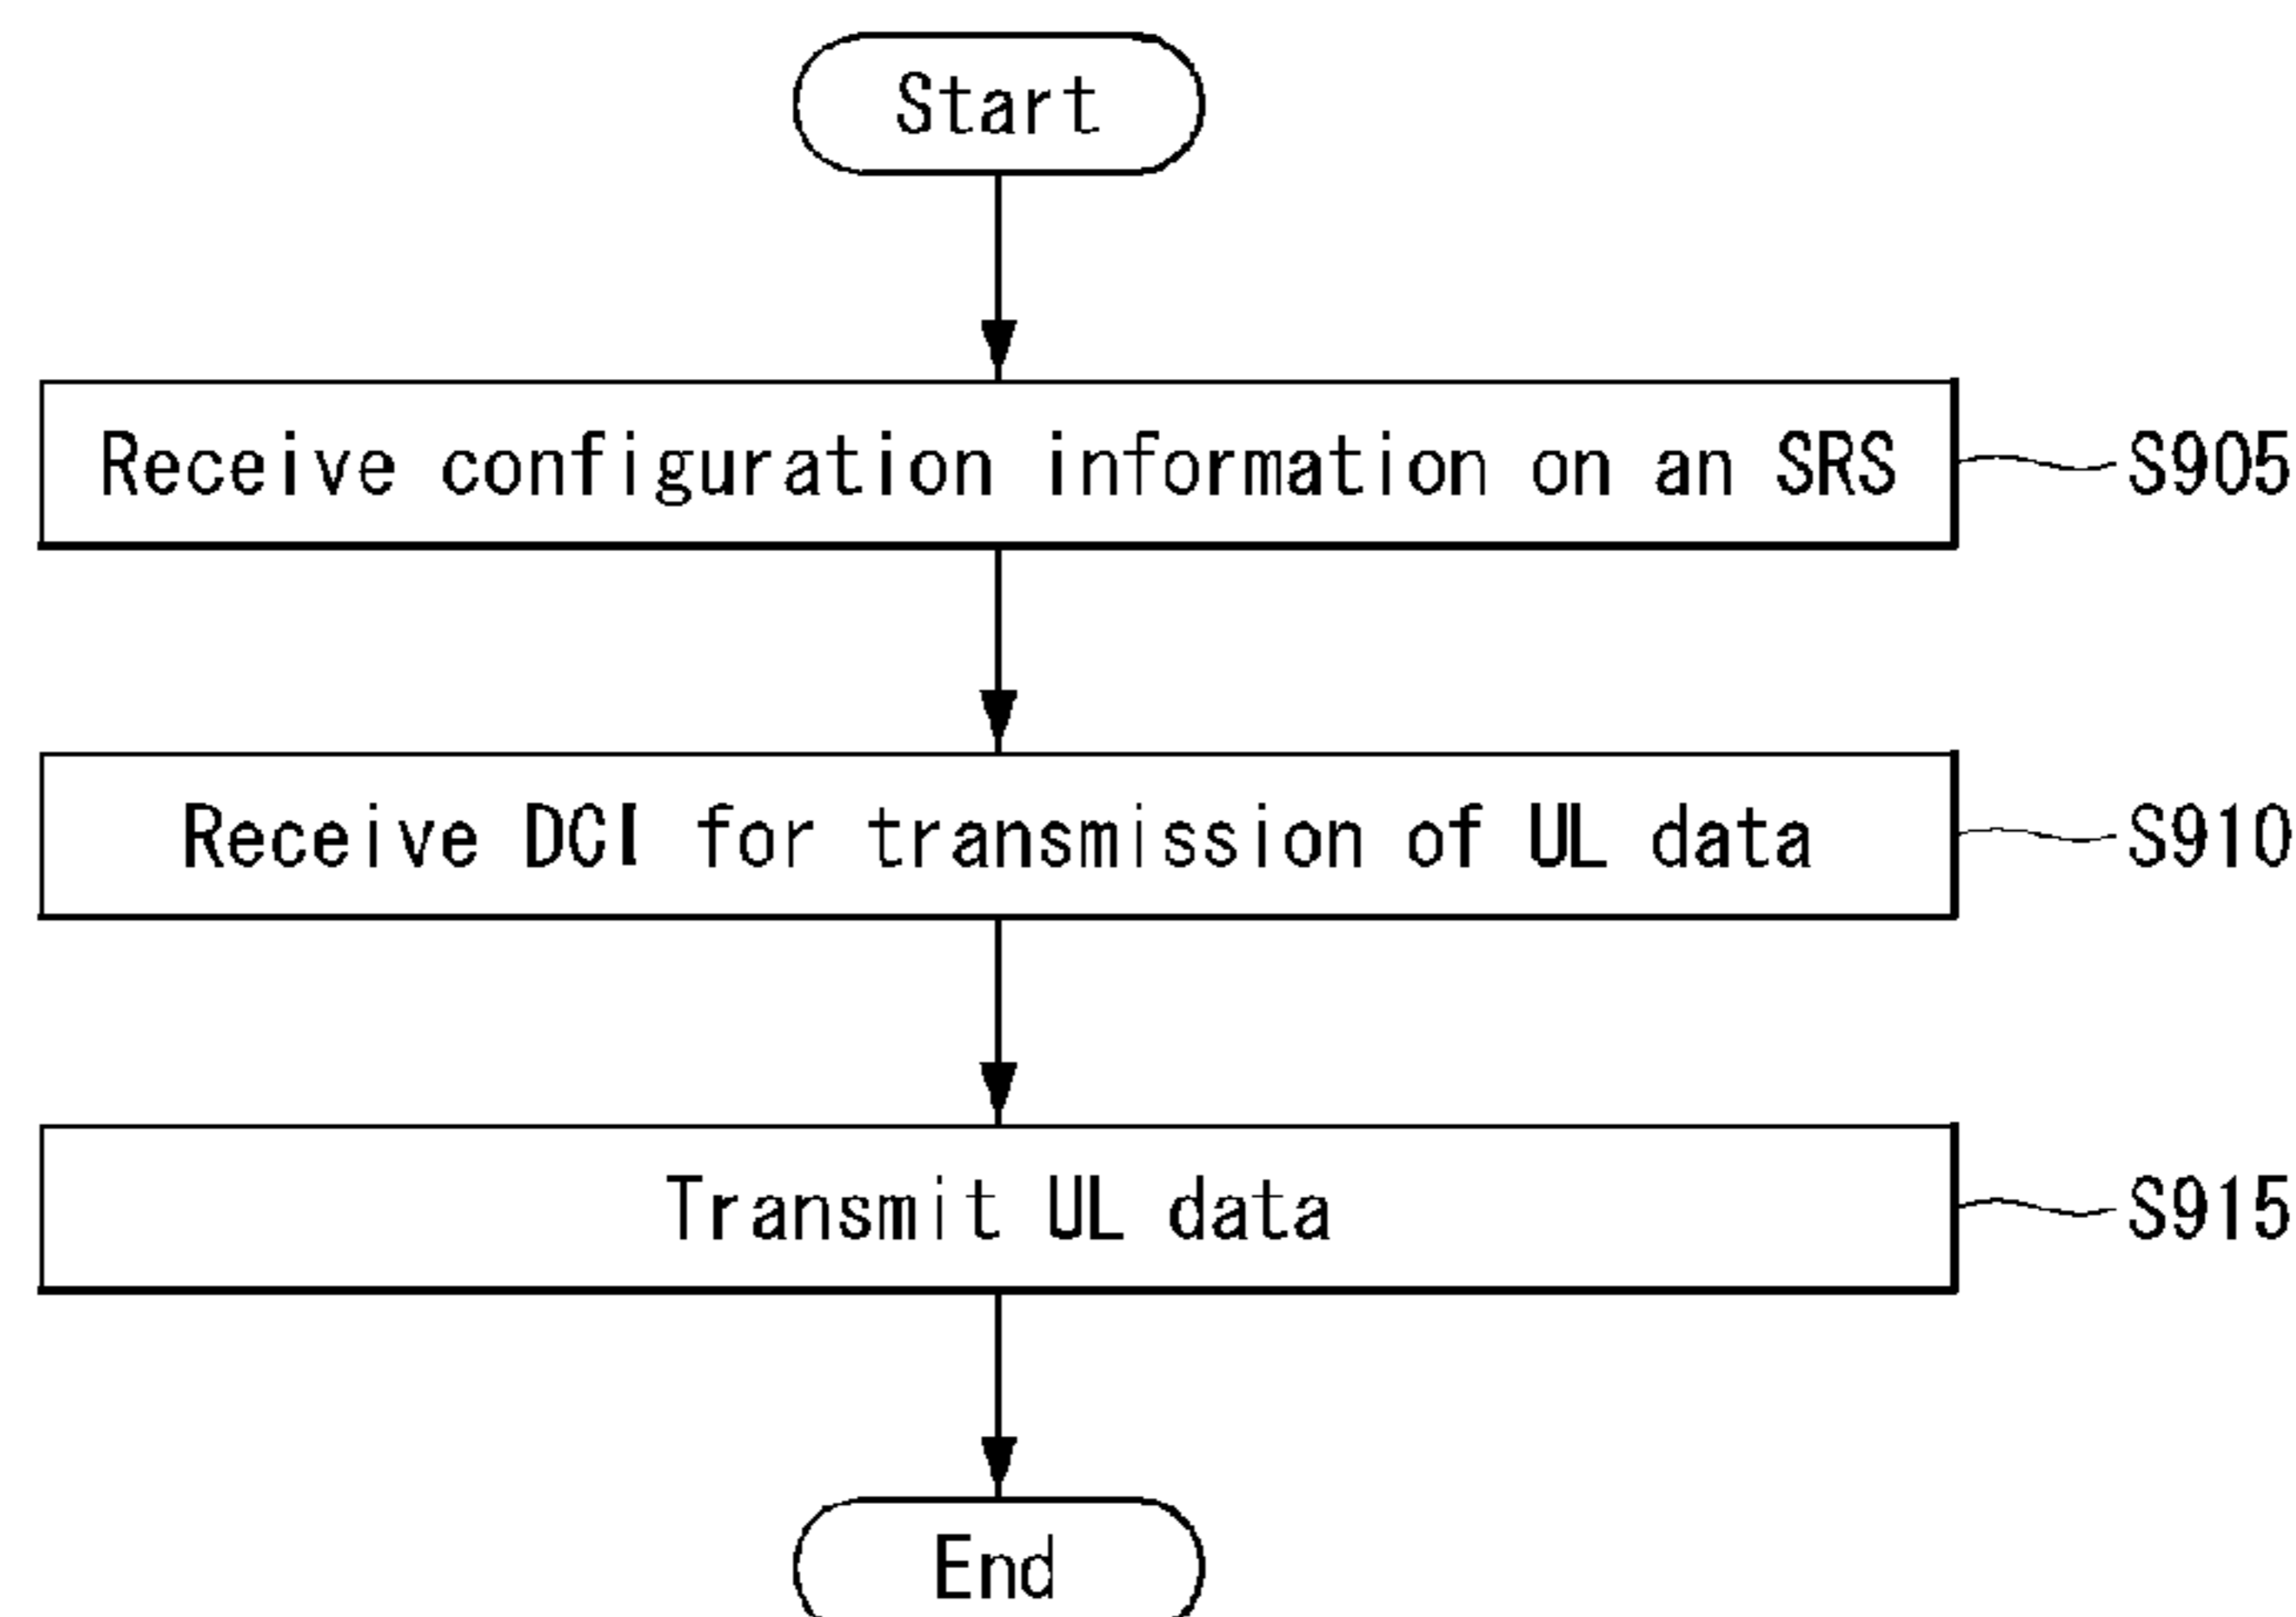 Start
Receive configuration information on an SRS
S905
Receive DCI for transmission of UL data
S910
Transmit UL data
S915
End